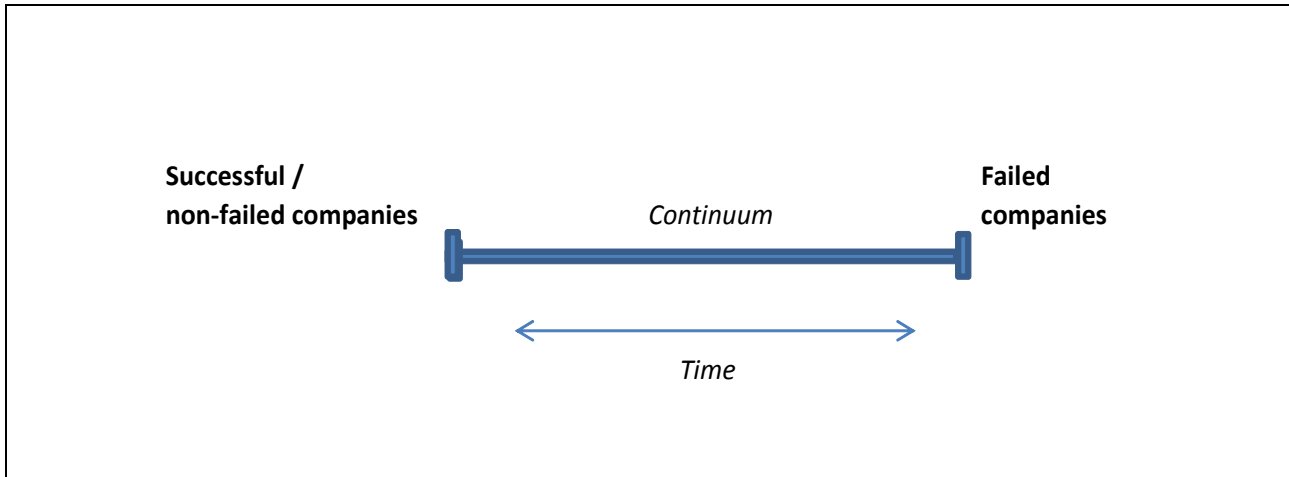 Successful /
non-failed companies
Continuum
Failed
companies
Time